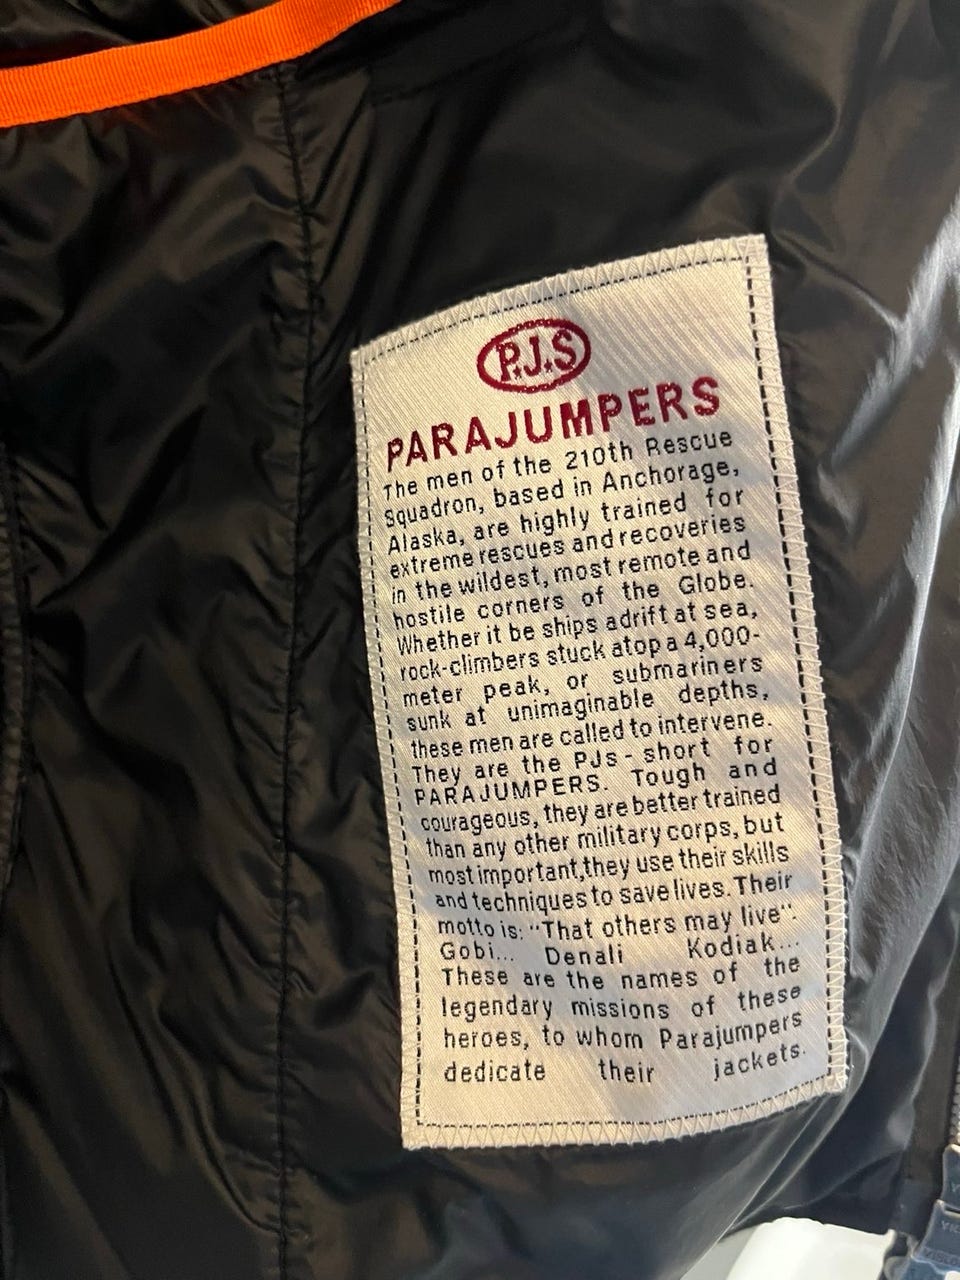 P.J.S
PARAJUMPERS
The men of the 210th Rescue
Squadron, based in Anchorage,
Alaska, are highly trained for
extreme rescues and recoveries
in the wildest, most remote and
hostile corners of the Globe.
Whether it be ships adrift at sea,
rock-climbers stuck atop a 4,000-
meter peak, or submariners
sunk at unimaginable depths,
these men are called to intervene.
They are the PJs - short for
PARAJUMPERS. Tough and
courageous, they are better trained
than any other military corps, but
most important,they use their skills
and techniques to save lives. Their
motto is: "That others may live".
Gobi... Denali Kodiak...
These are the names of the
legendary missions of these
heroes, to whom Parajumpers
dedicate their jackets.